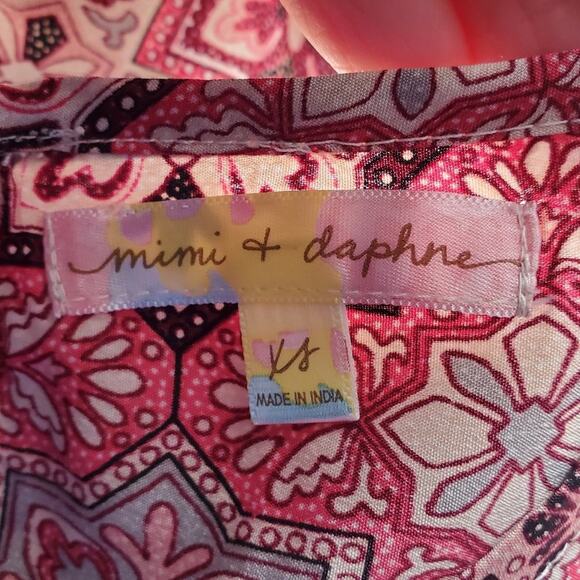 mimi + daphne
xs
MADE IN INDIA